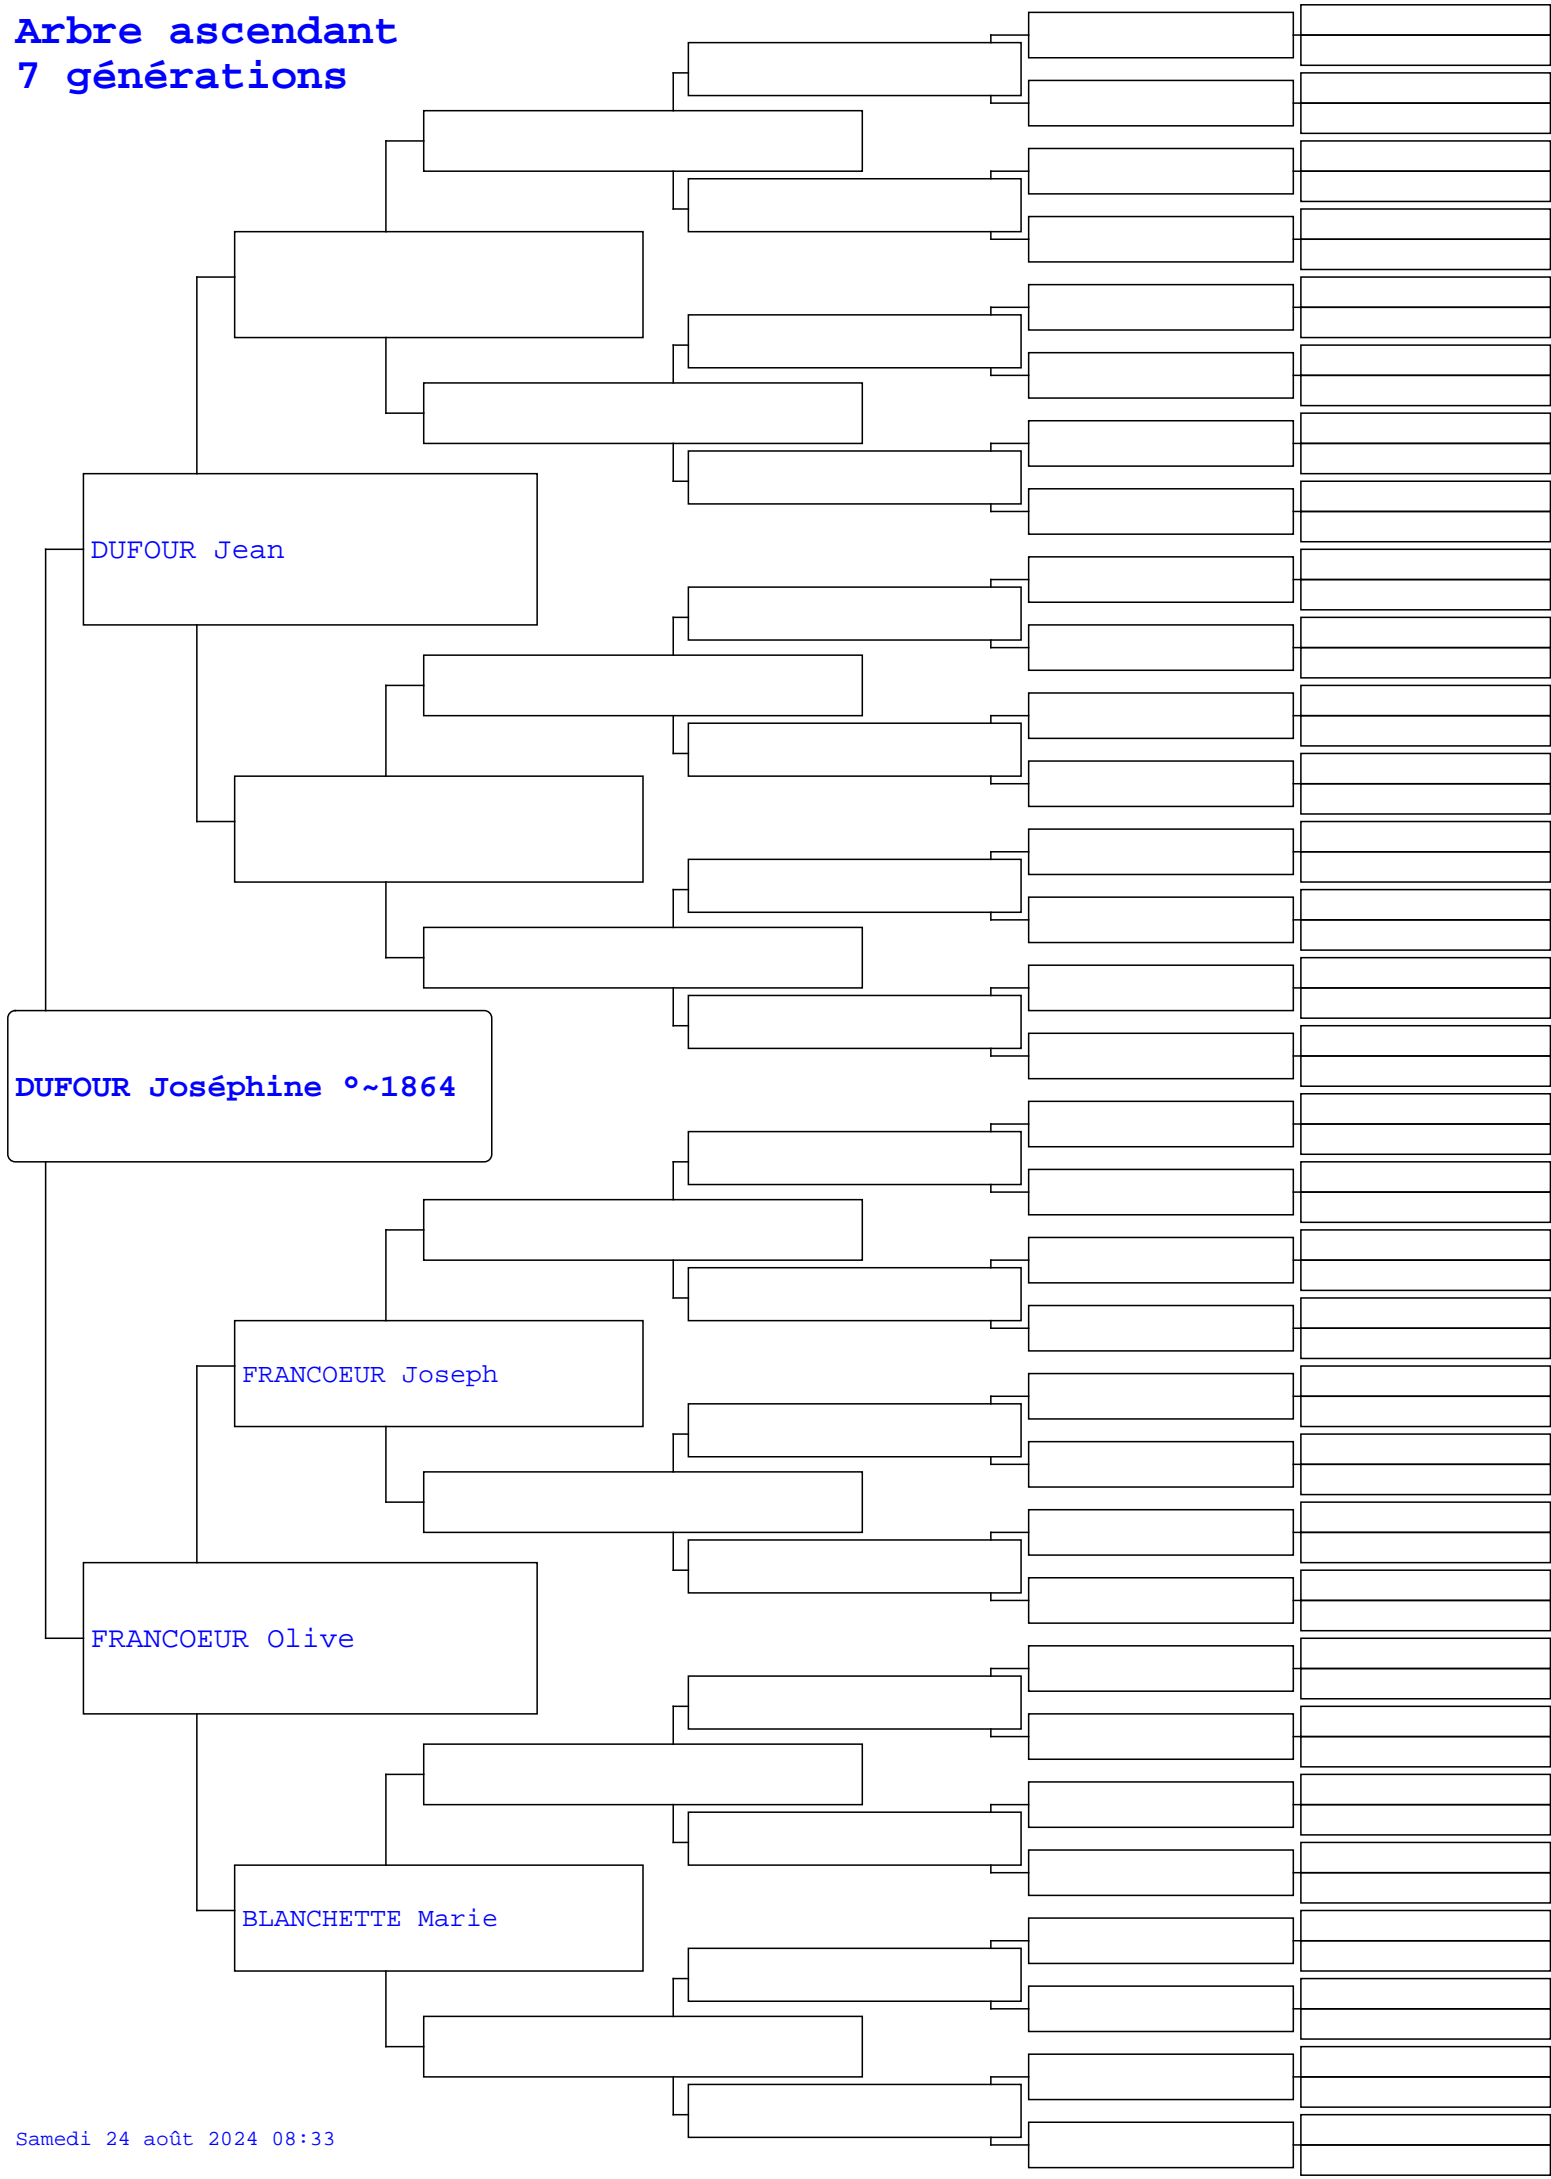 Arbre ascendant
7 générations
DUFOUR Jean
DUFOUR Joséphine °~1864
FRANCOEUR Joseph
FRANCOEUR Olive
BLANCHETTE Marie
Samedi 24 août 2024 08:33